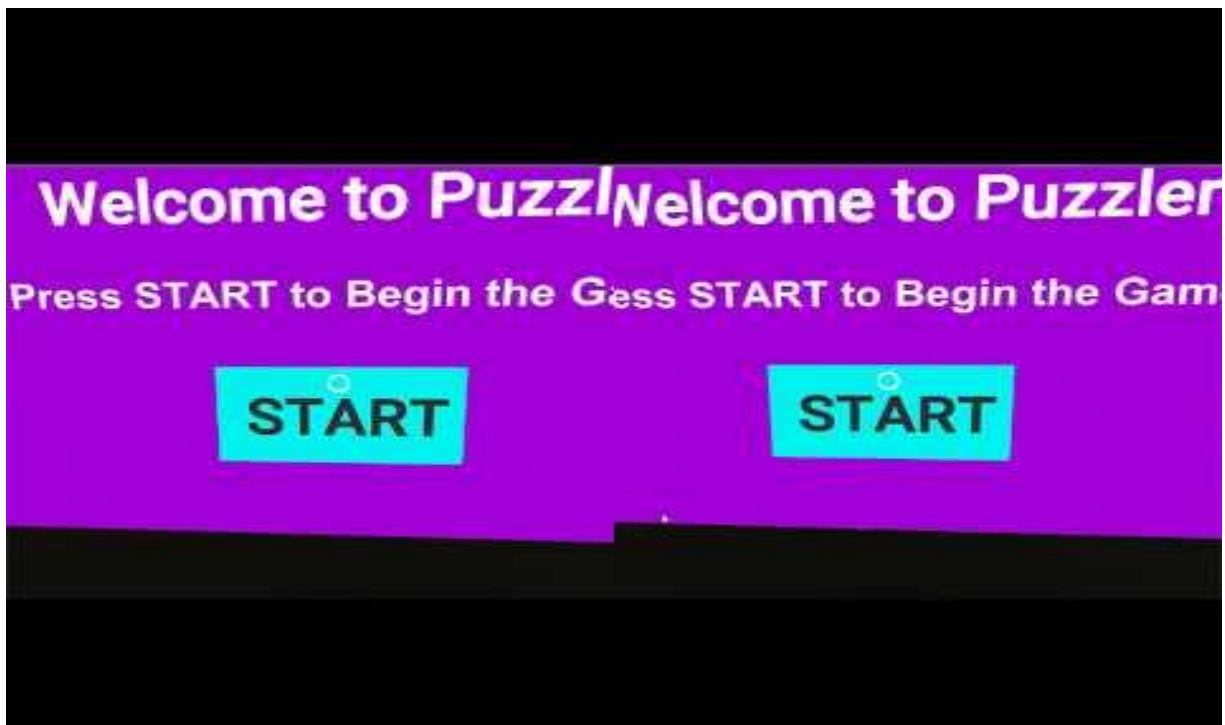 Welcome to Puzzl
Press START to Begin the G
START
Welcome to Puzzler
ess START to Begin the Gam
START